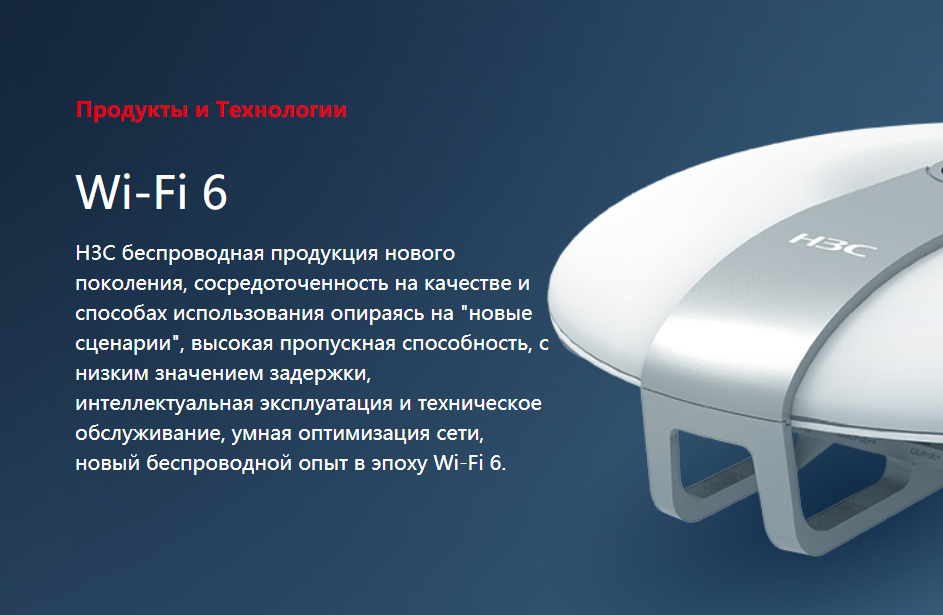 Продукты и Технологии
Wi-Fi 6
H3C беспроводная продукция нового
поколения, сосредоточенность на качестве и
способах использования опираясь на "новые
сценарии", высокая пропускная способность, с
низким значением задержки,
интеллектуальная эксплуатация и техническое
обслуживание, умная оптимизация сети,
новый беспроводной опыт в эпоху Wi-Fi 6.
H3C